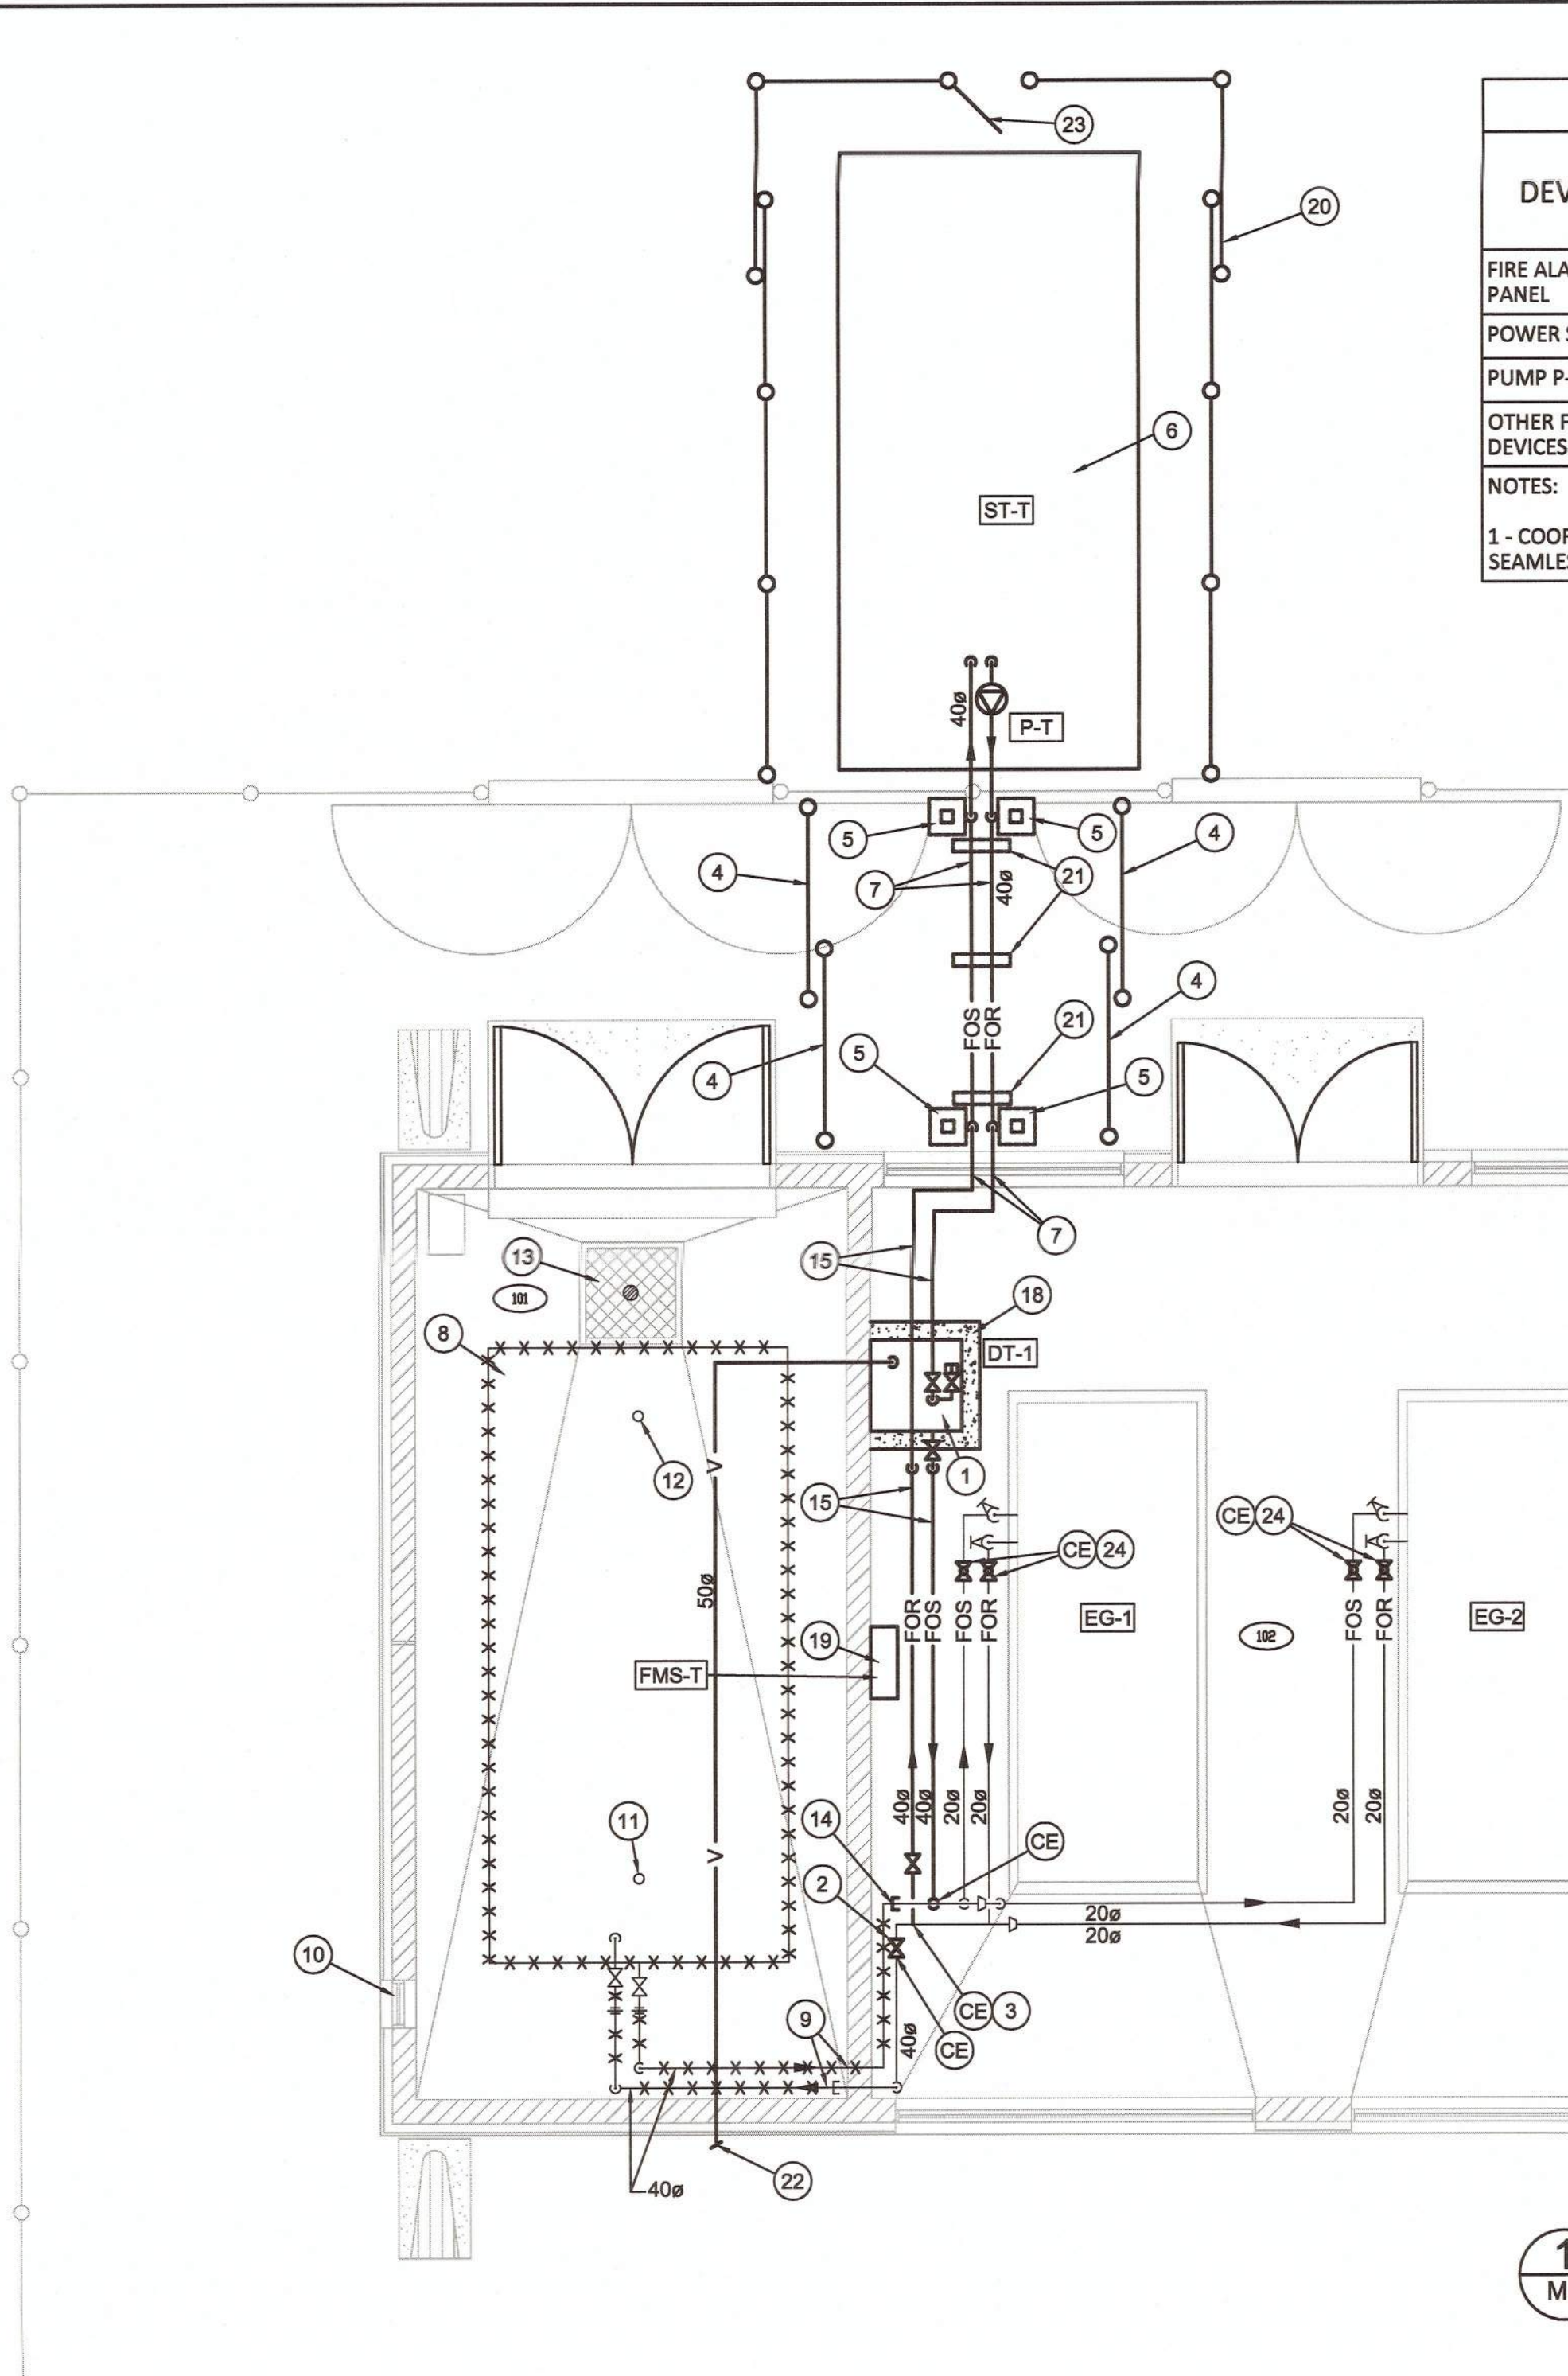 23
20
DEV
FIRE ALA
PANEL
POWER S
PUMP P-
OTHER F
DEVICES
NOTES:
1 - COOR
SEAMLES
6
ST-T
40ø
P-T
5
5
4
4
7
21
40ø
4
FOS
FOR
21
5
5
4
7
15
13
101
18
8
DT-1
12
V
1
15
CE 24
CE 24
50ø
FOR
FOS
FOS
FOR
EG-1
102
FOS
FOR
EG-2
19
FMS-T
40ø
40ø
20ø
20ø
20ø
20ø
14
11
CE
V
2
20ø
20ø
10
9
CE 3
40ø
CE
40ø
22
1
M